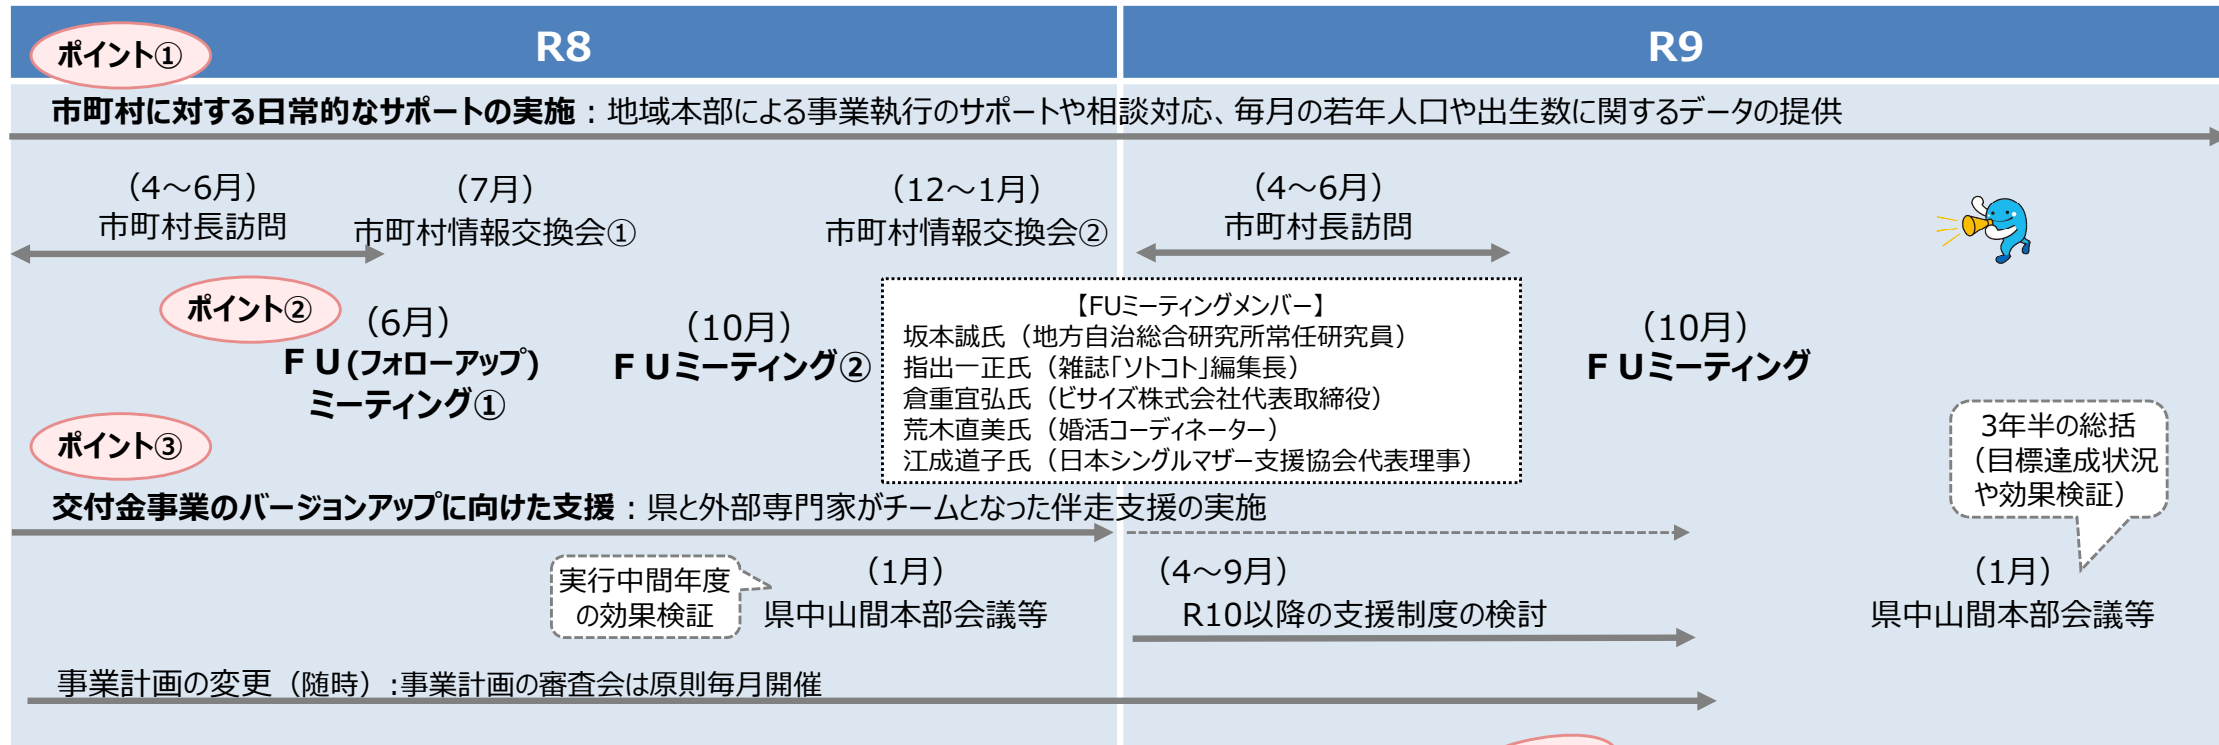 R8
R9
ポイント①
市町村に対する日常的なサポートの実施：地域本部による事業執行のサポートや相談対応、毎月の若年人口や出生数に関するデータの提供
（4～6月）
市町村長訪問
（7月）
市町村情報交換会①
（12～1月）
市町村情報交換会②
（4～6月）
市町村長訪問
ポイント②
（6月）
ＦＵ(フォローアップ)
ミーティング①
（10月）
ＦＵミーティング②
【FUミーティングメンバー】
坂本誠氏（地方自治総合研究所常任研究員）
指出一正氏（雑誌「ソトコト」編集長）
倉重宜弘氏（ビサイズ株式会社代表取締役）
荒木直美氏（婚活コーディネーター）
江成道子氏（日本シングルマザー支援協会代表理事）
（10月）
ＦＵミーティング
ポイント③
交付金事業のバージョンアップに向けた支援：県と外部専門家がチームとなった伴走支援の実施
3年半の総括
（目標達成状況
や効果検証）
実行中間年度
の効果検証
（1月）
県中山間本部会議等
（4～9月）
R10以降の支援制度の検討
（1月）
県中山間本部会議等
事業計画の変更（随時）:事業計画の審査会は原則毎月開催